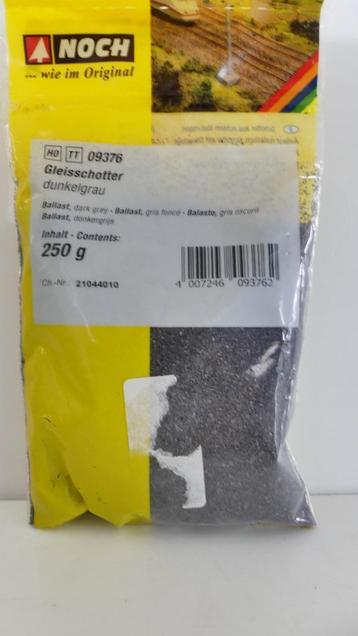 NOCH
... wie im Original
H0 TT 09376
Gleisschotter
dunkelgrau
Ballast, dark grey - Ballast, gris foncé - Balasto, gris oscuro
Ballast, donkergrijs
Inhalt - Contents:
250 g
Ch.-Nr.: 21044010
4 007246 093762